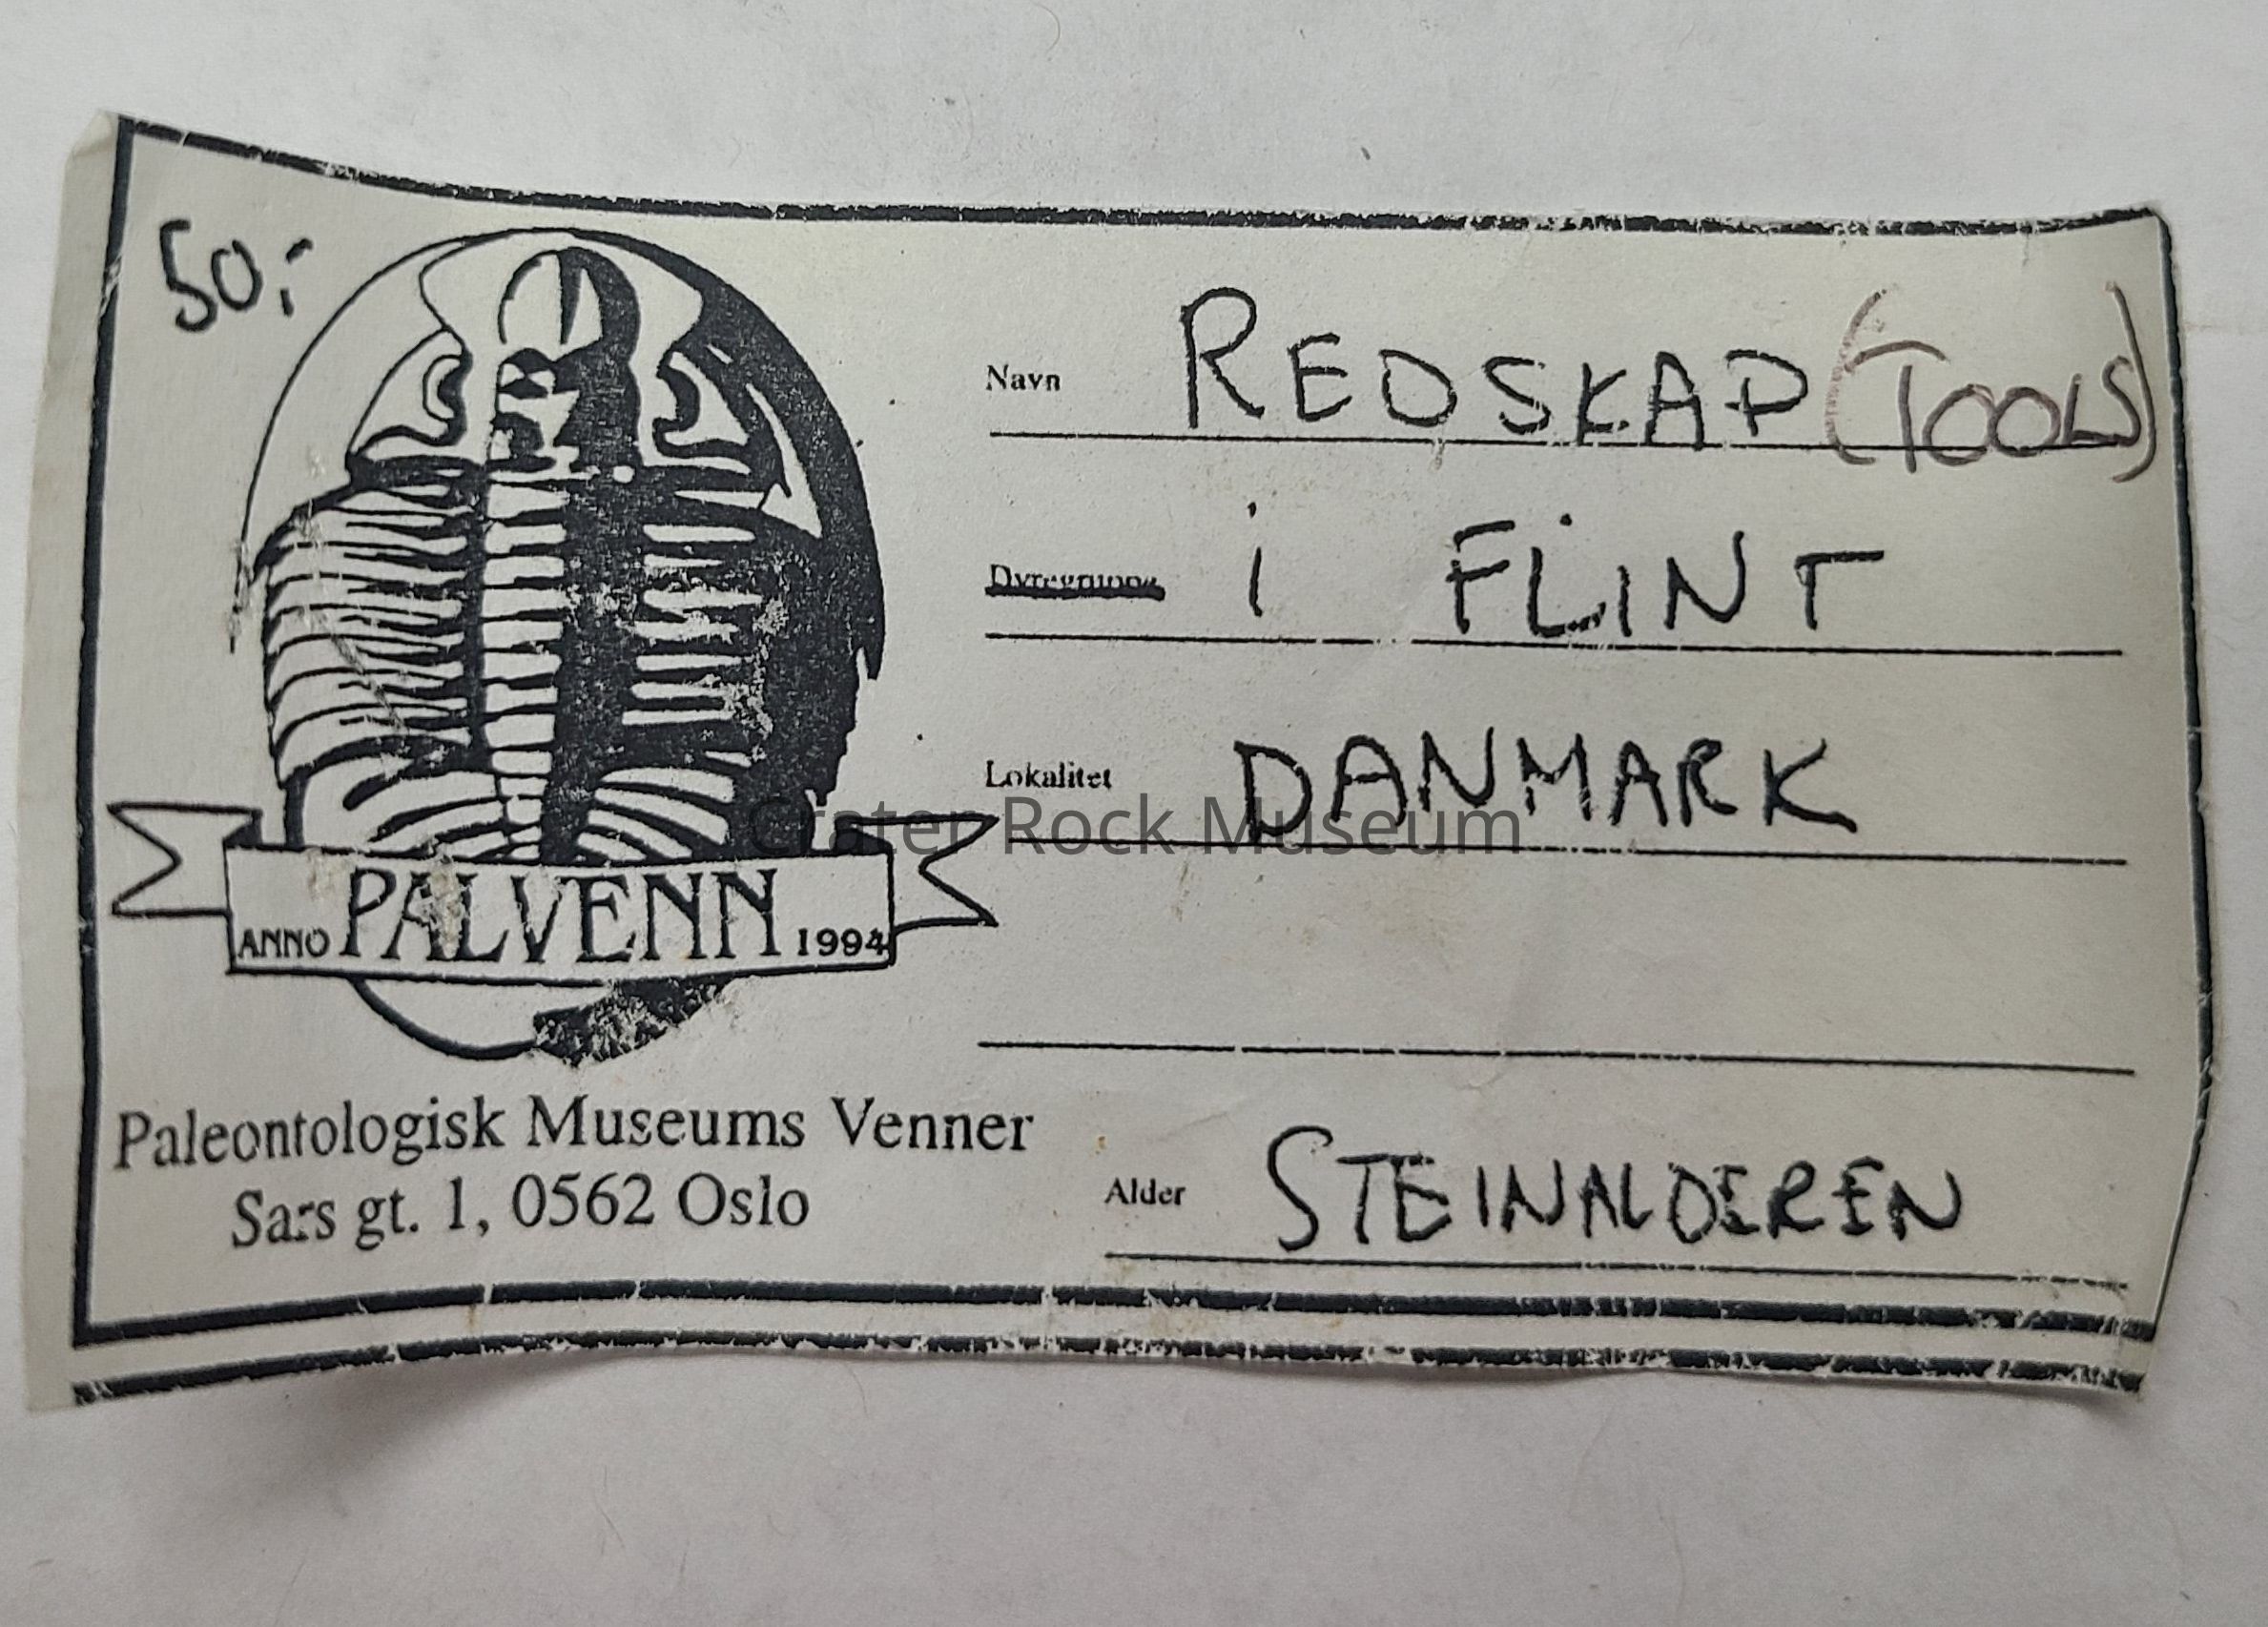 50:-
Navn REDSKAP (TOOLS)
Dyregruppe i FLINT
Lokalitet DANMARK
Crater Rock Museum
ANNO PALVENN 1994
Paleontologisk Museums Venner
Sars gt. 1, 0562 Oslo
Alder STEINALDEREN